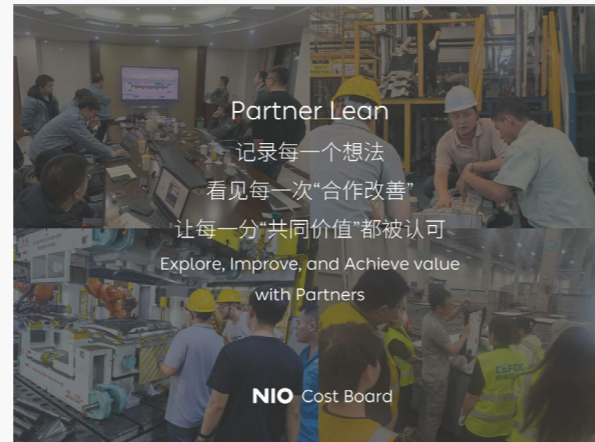 Partner Lean
记录每一个想法
看见每一次“合作改善”
让每一分“共同价值”都被认可
Explore, Improve, and Achieve value
with Partners
NIO Cost Board